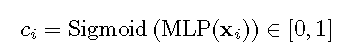 c_i = Sigmoid (MLP(x_i)) ∈ [0, 1]